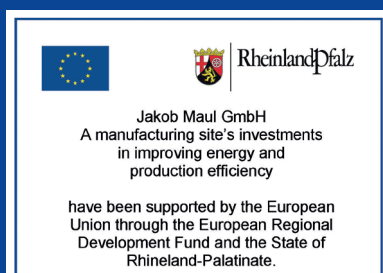 RheinlandPfalz
Jakob Maul GmbH
A manufacturing site's investments
in improving energy and
production efficiency
have been supported by the European
Union through the European Regional
Development Fund and the State of
Rhineland-Palatinate.